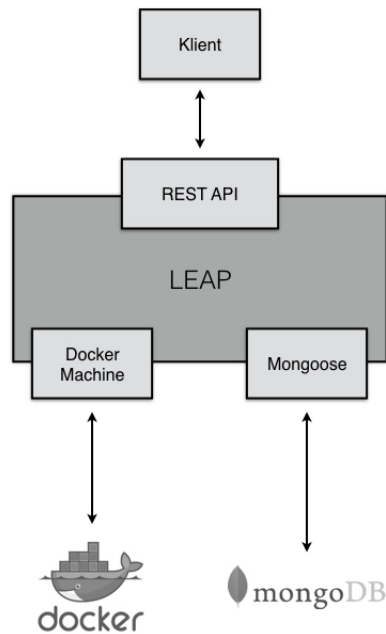 Klient
REST API
LEAP
Docker
Machine
Mongoose
docker
mongoDB